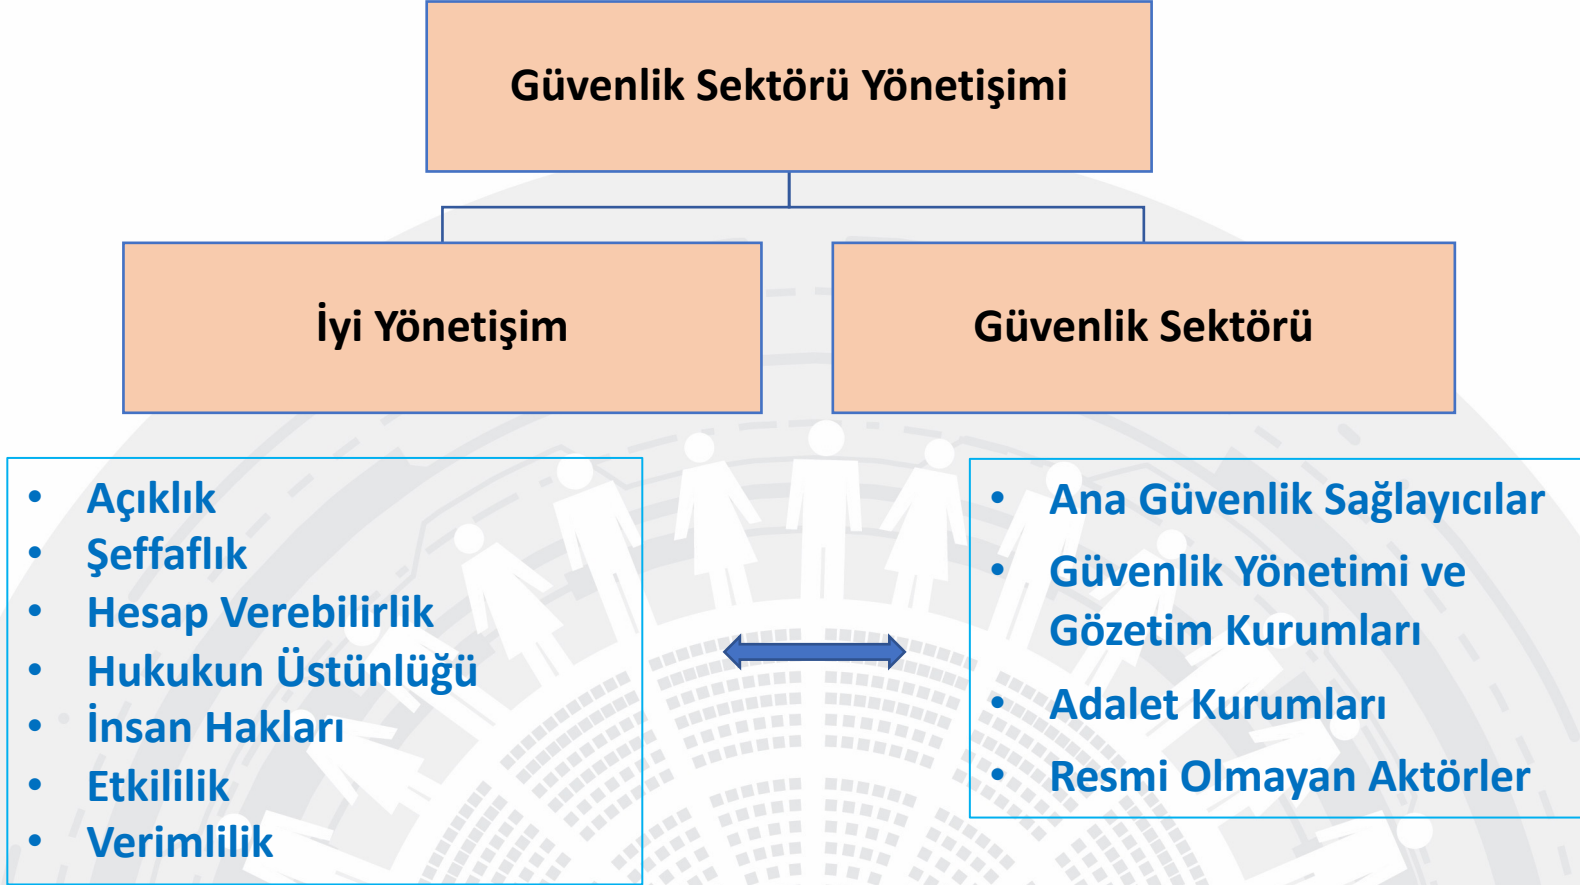 Güvenlik Sektörü Yönetişimi
İyi Yönetişim
Güvenlik Sektörü
• Açıklık
• Şeffaflık
• Hesap Verebilirlik
• Hukukun Üstünlüğü
• İnsan Hakları
• Etkililik
• Verimlilik
• Ana Güvenlik Sağlayıcılar
• Güvenlik Yönetimi ve
Gözetim Kurumları
• Adalet Kurumları
• Resmi Olmayan Aktörler